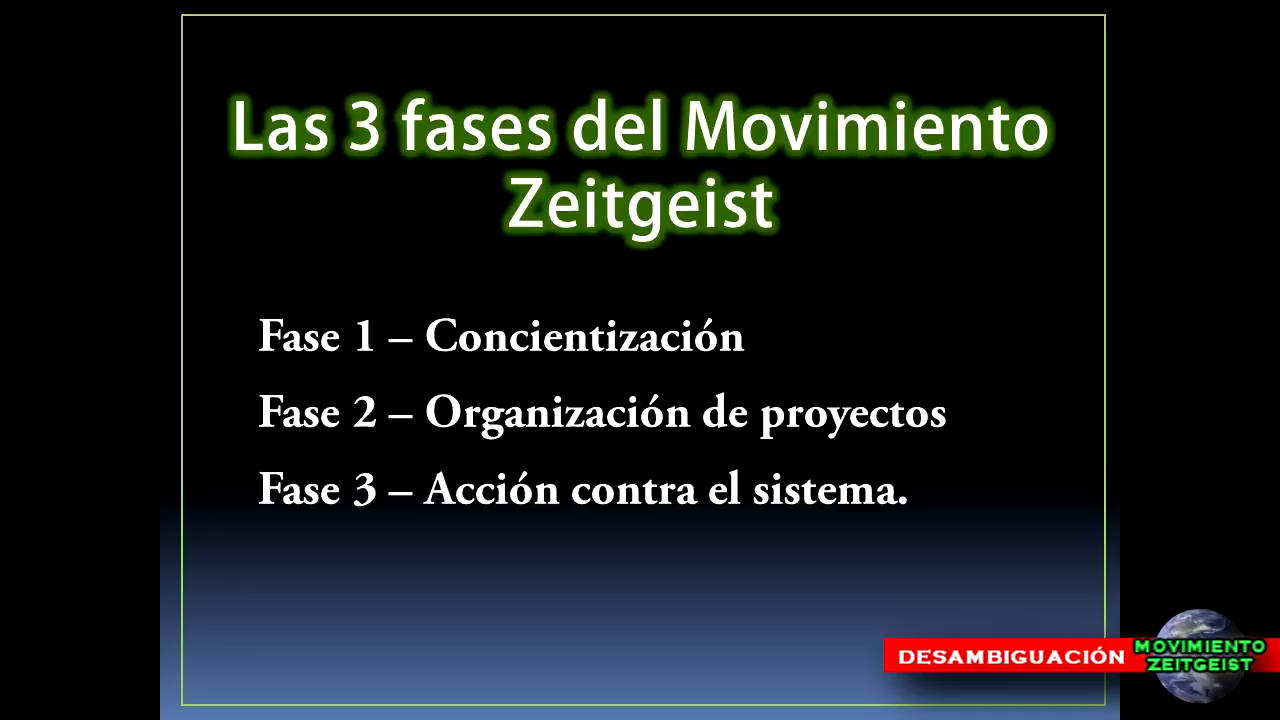 Las 3 fases del Movimiento
Zeitgeist
Fase 1 – Concientización
Fase 2 – Organización de proyectos
Fase 3 – Acción contra el sistema.
DESAMBIGUACIÓN
MOVIMIENTO
ZEITGEIST